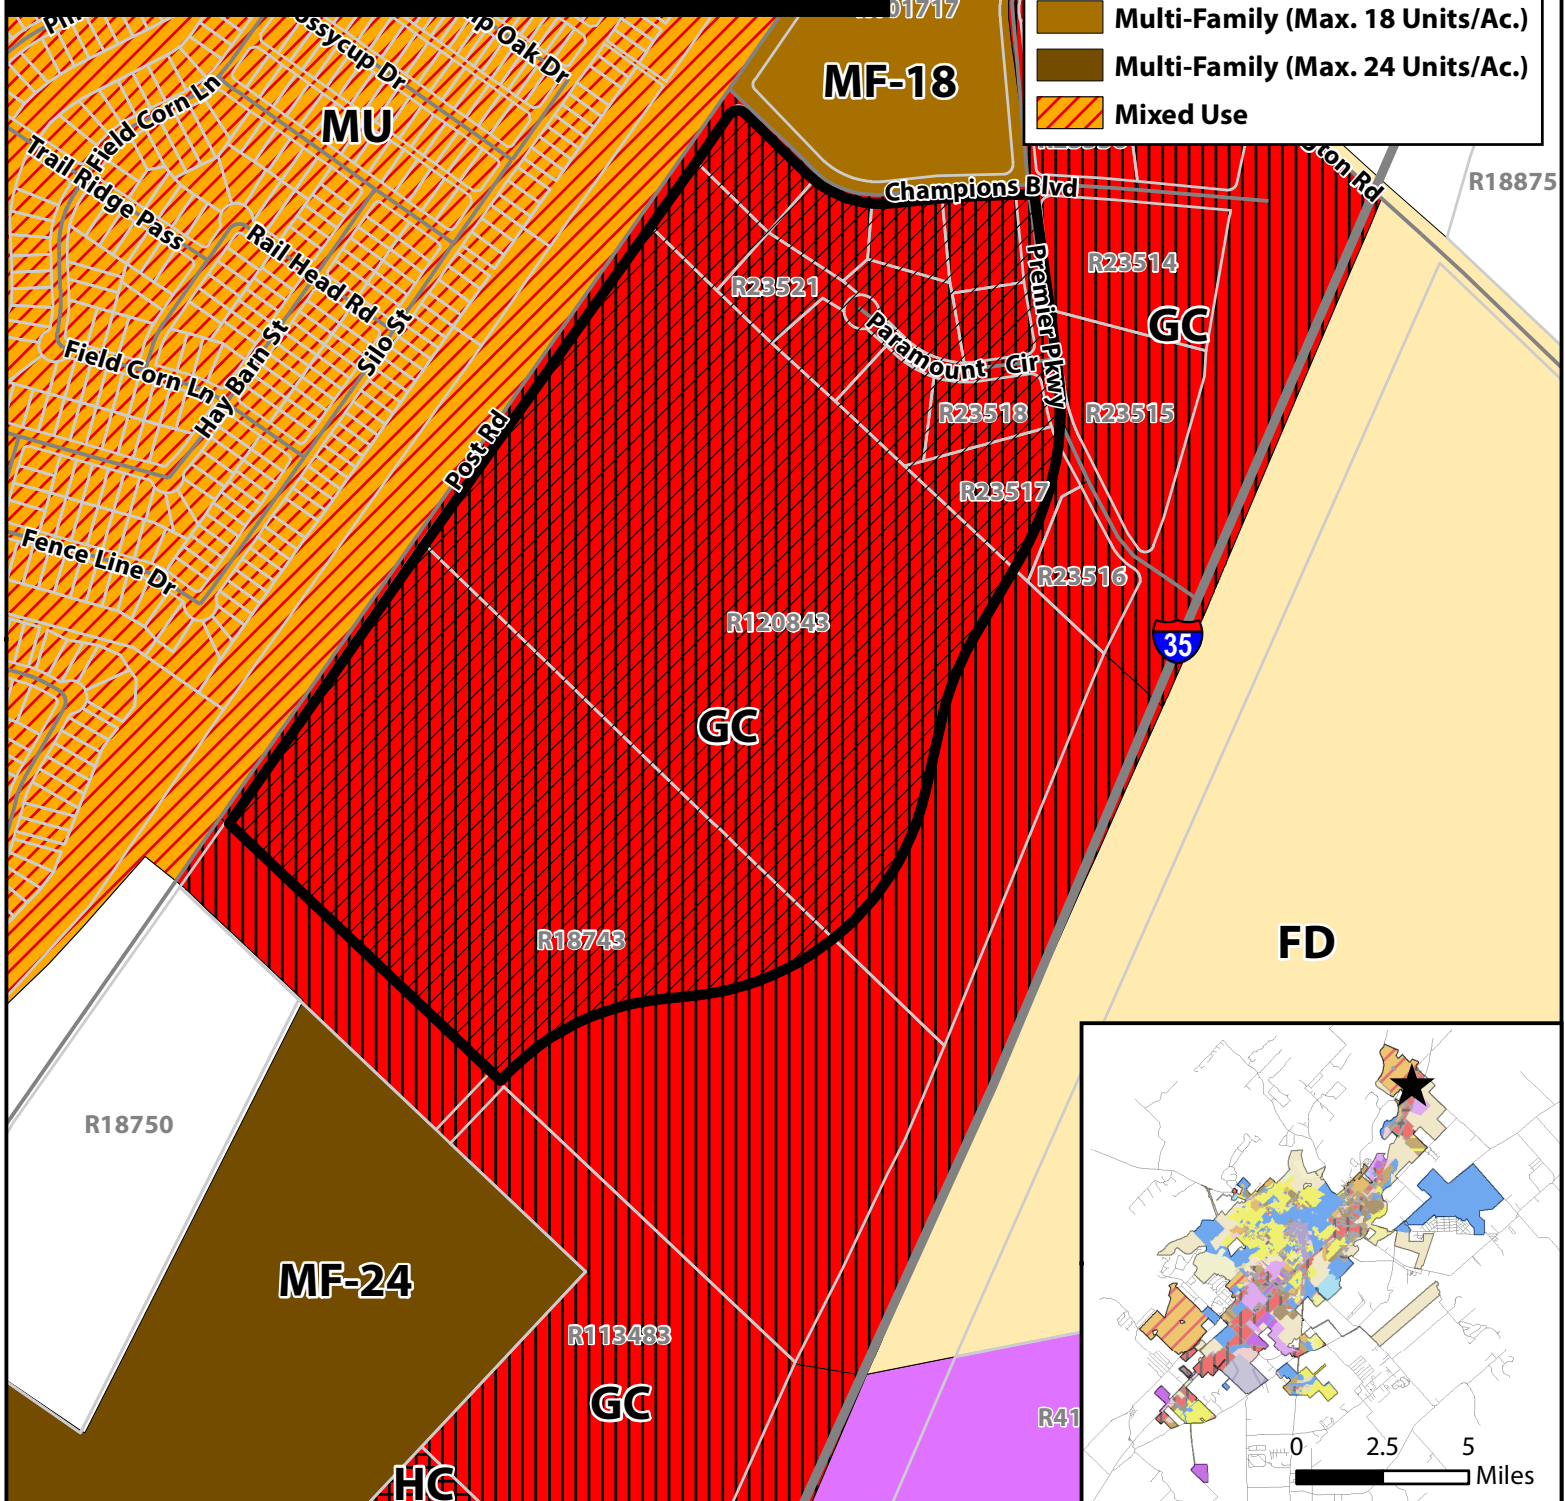 Multi-Family (Max. 18 Units/Ac.)
Multi-Family (Max. 24 Units/Ac.)
Mixed Use
Oak Dr
Field Corn Ln
MU
MF-18
Trail Ridge Pass
Champions Blvd
R18875
Rail Head Rd
Premier Pkwy
R23514
GC
R23521
Silo St
Hay Barn St
Field Corn Ln
Paramount Cir
R23518
R23515
Post Rd
R23517
Fence Line Dr
R23516
R120843
35
GC
R18743
FD
R18750
MF-24
R113483
GC
HC
0 2.5 5
Miles